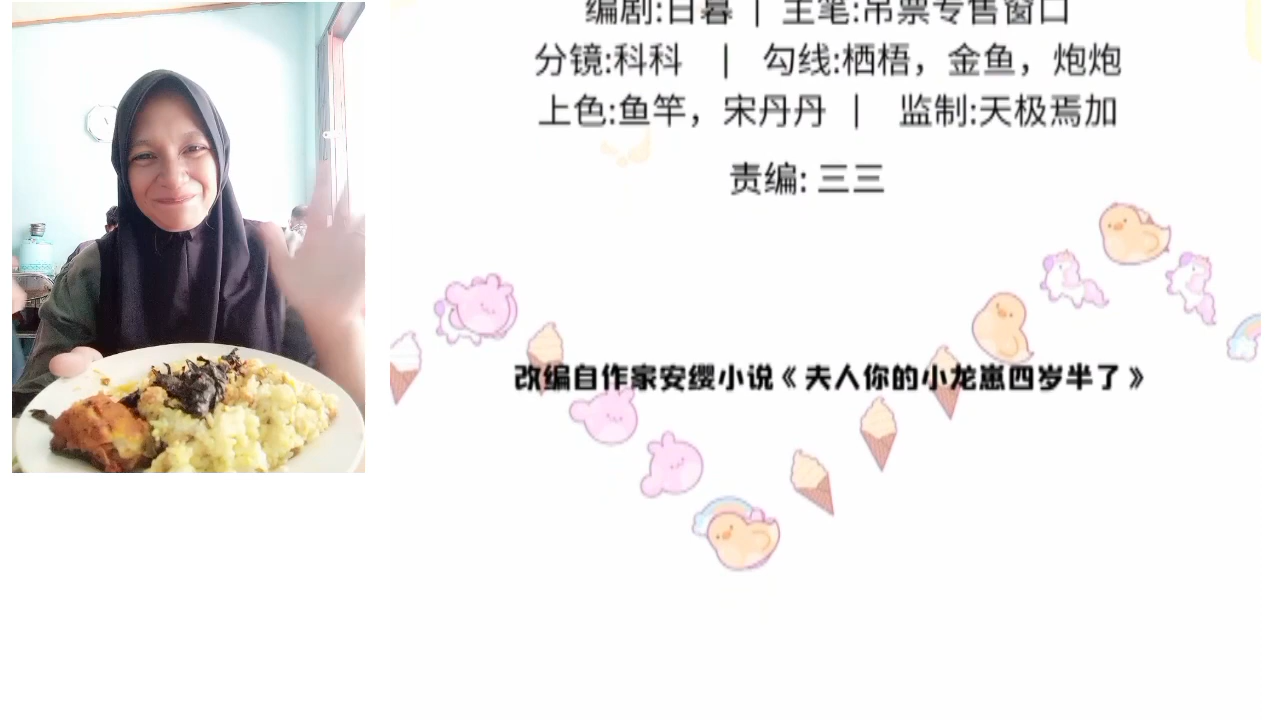 编剧:日暮 | 主笔:吊票专售窗口
分镜:科科 | 勾线:栖梧，金鱼，炮炮
上色:鱼竿，宋丹丹 | 监制:天极焉加
责编: 三三
改编自作家安缨小说《夫人你的小龙崽四岁半了》